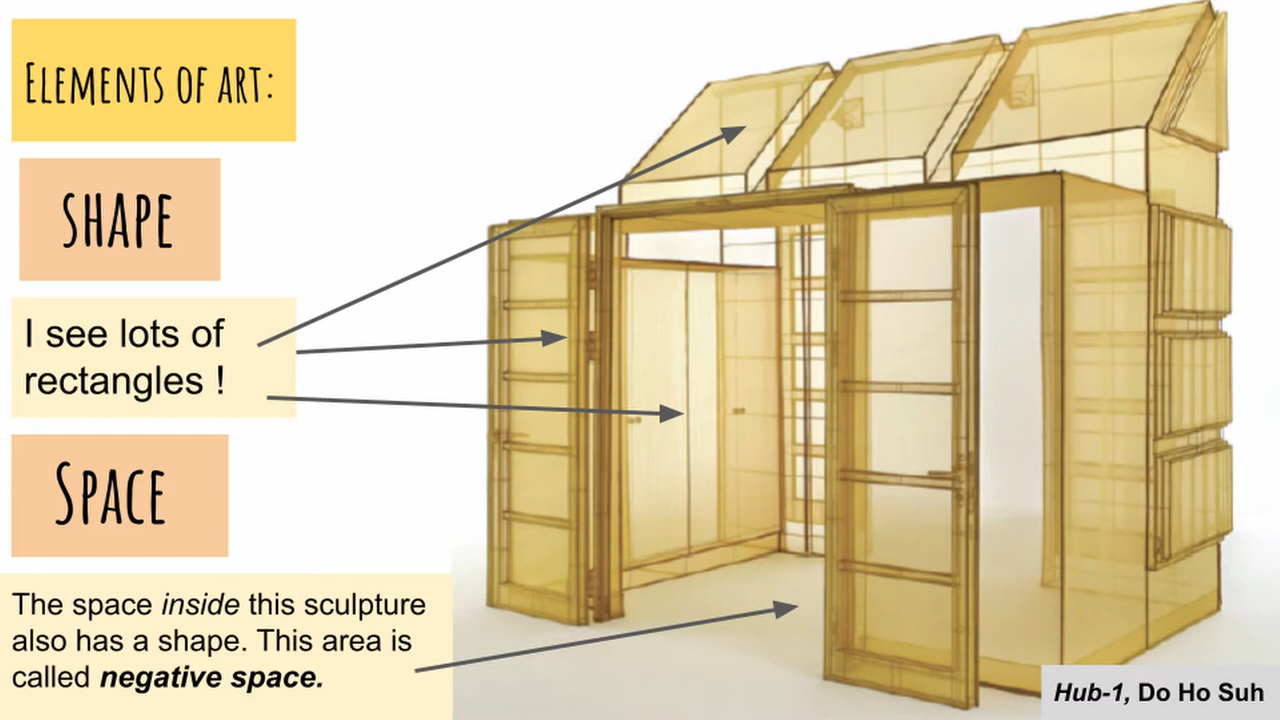 ELEMENTS OF ART:
SHAPE
I see lots of
rectangles !
SPACE
The space inside this sculpture
also has a shape. This area is
called negative space.
Hub-1, Do Ho Suh